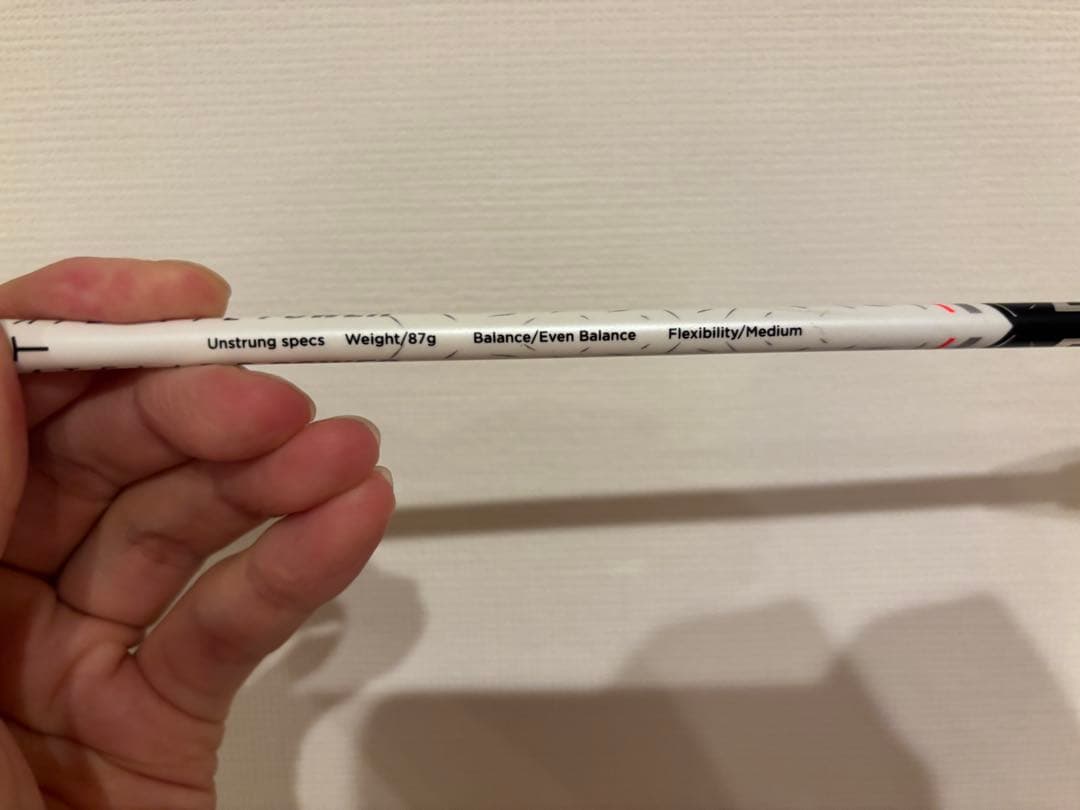 Unstrung specs Weight/87g Balance/Even Balance Flexibility/Medium